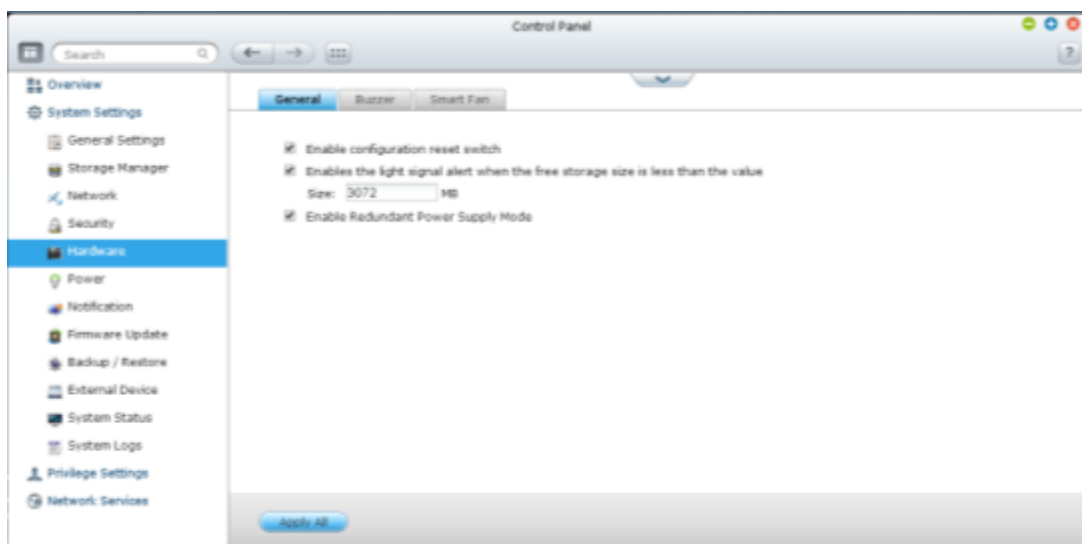 Control Panel
Search
?
Overview
System Settings
General Settings
Storage Manager
Network
Security
Hardware
Power
Notification
Firmware Update
Backup / Restore
External Device
System Status
System Logs
Privilege Settings
Network Services
General Buzzer Smart Fan
Enable configuration reset switch
Enables the light signal alert when the free storage size is less than the value
Size: 3072 MB
Enable Redundant Power Supply Mode
Apply All